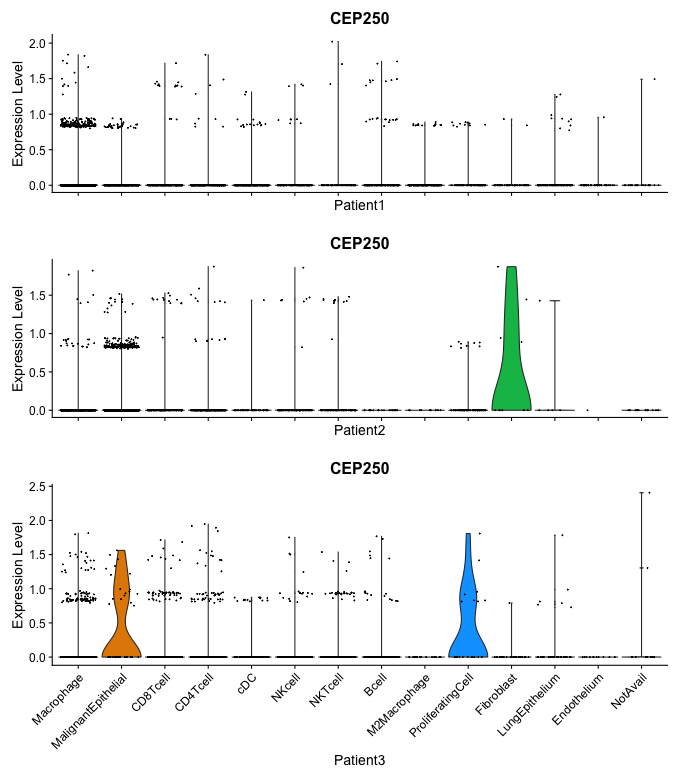 CEP250
Expression Level
2.0
1.5
1.0
0.5
0.0
Patient1
CEP250
Expression Level
1.5
1.0
0.5
0.0
Patient2
CEP250
Expression Level
2.5
2.0
1.5
1.0
0.5
0.0
Macrophage
MalignantEpithelial
CD8Tcell
CD4Tcell
cDC
NKcell
NKTcell
Bcell
M2Macrophage
ProliferatingCell
Fibroblast
LungEpithelium
Endothelium
NotAvail
Patient3